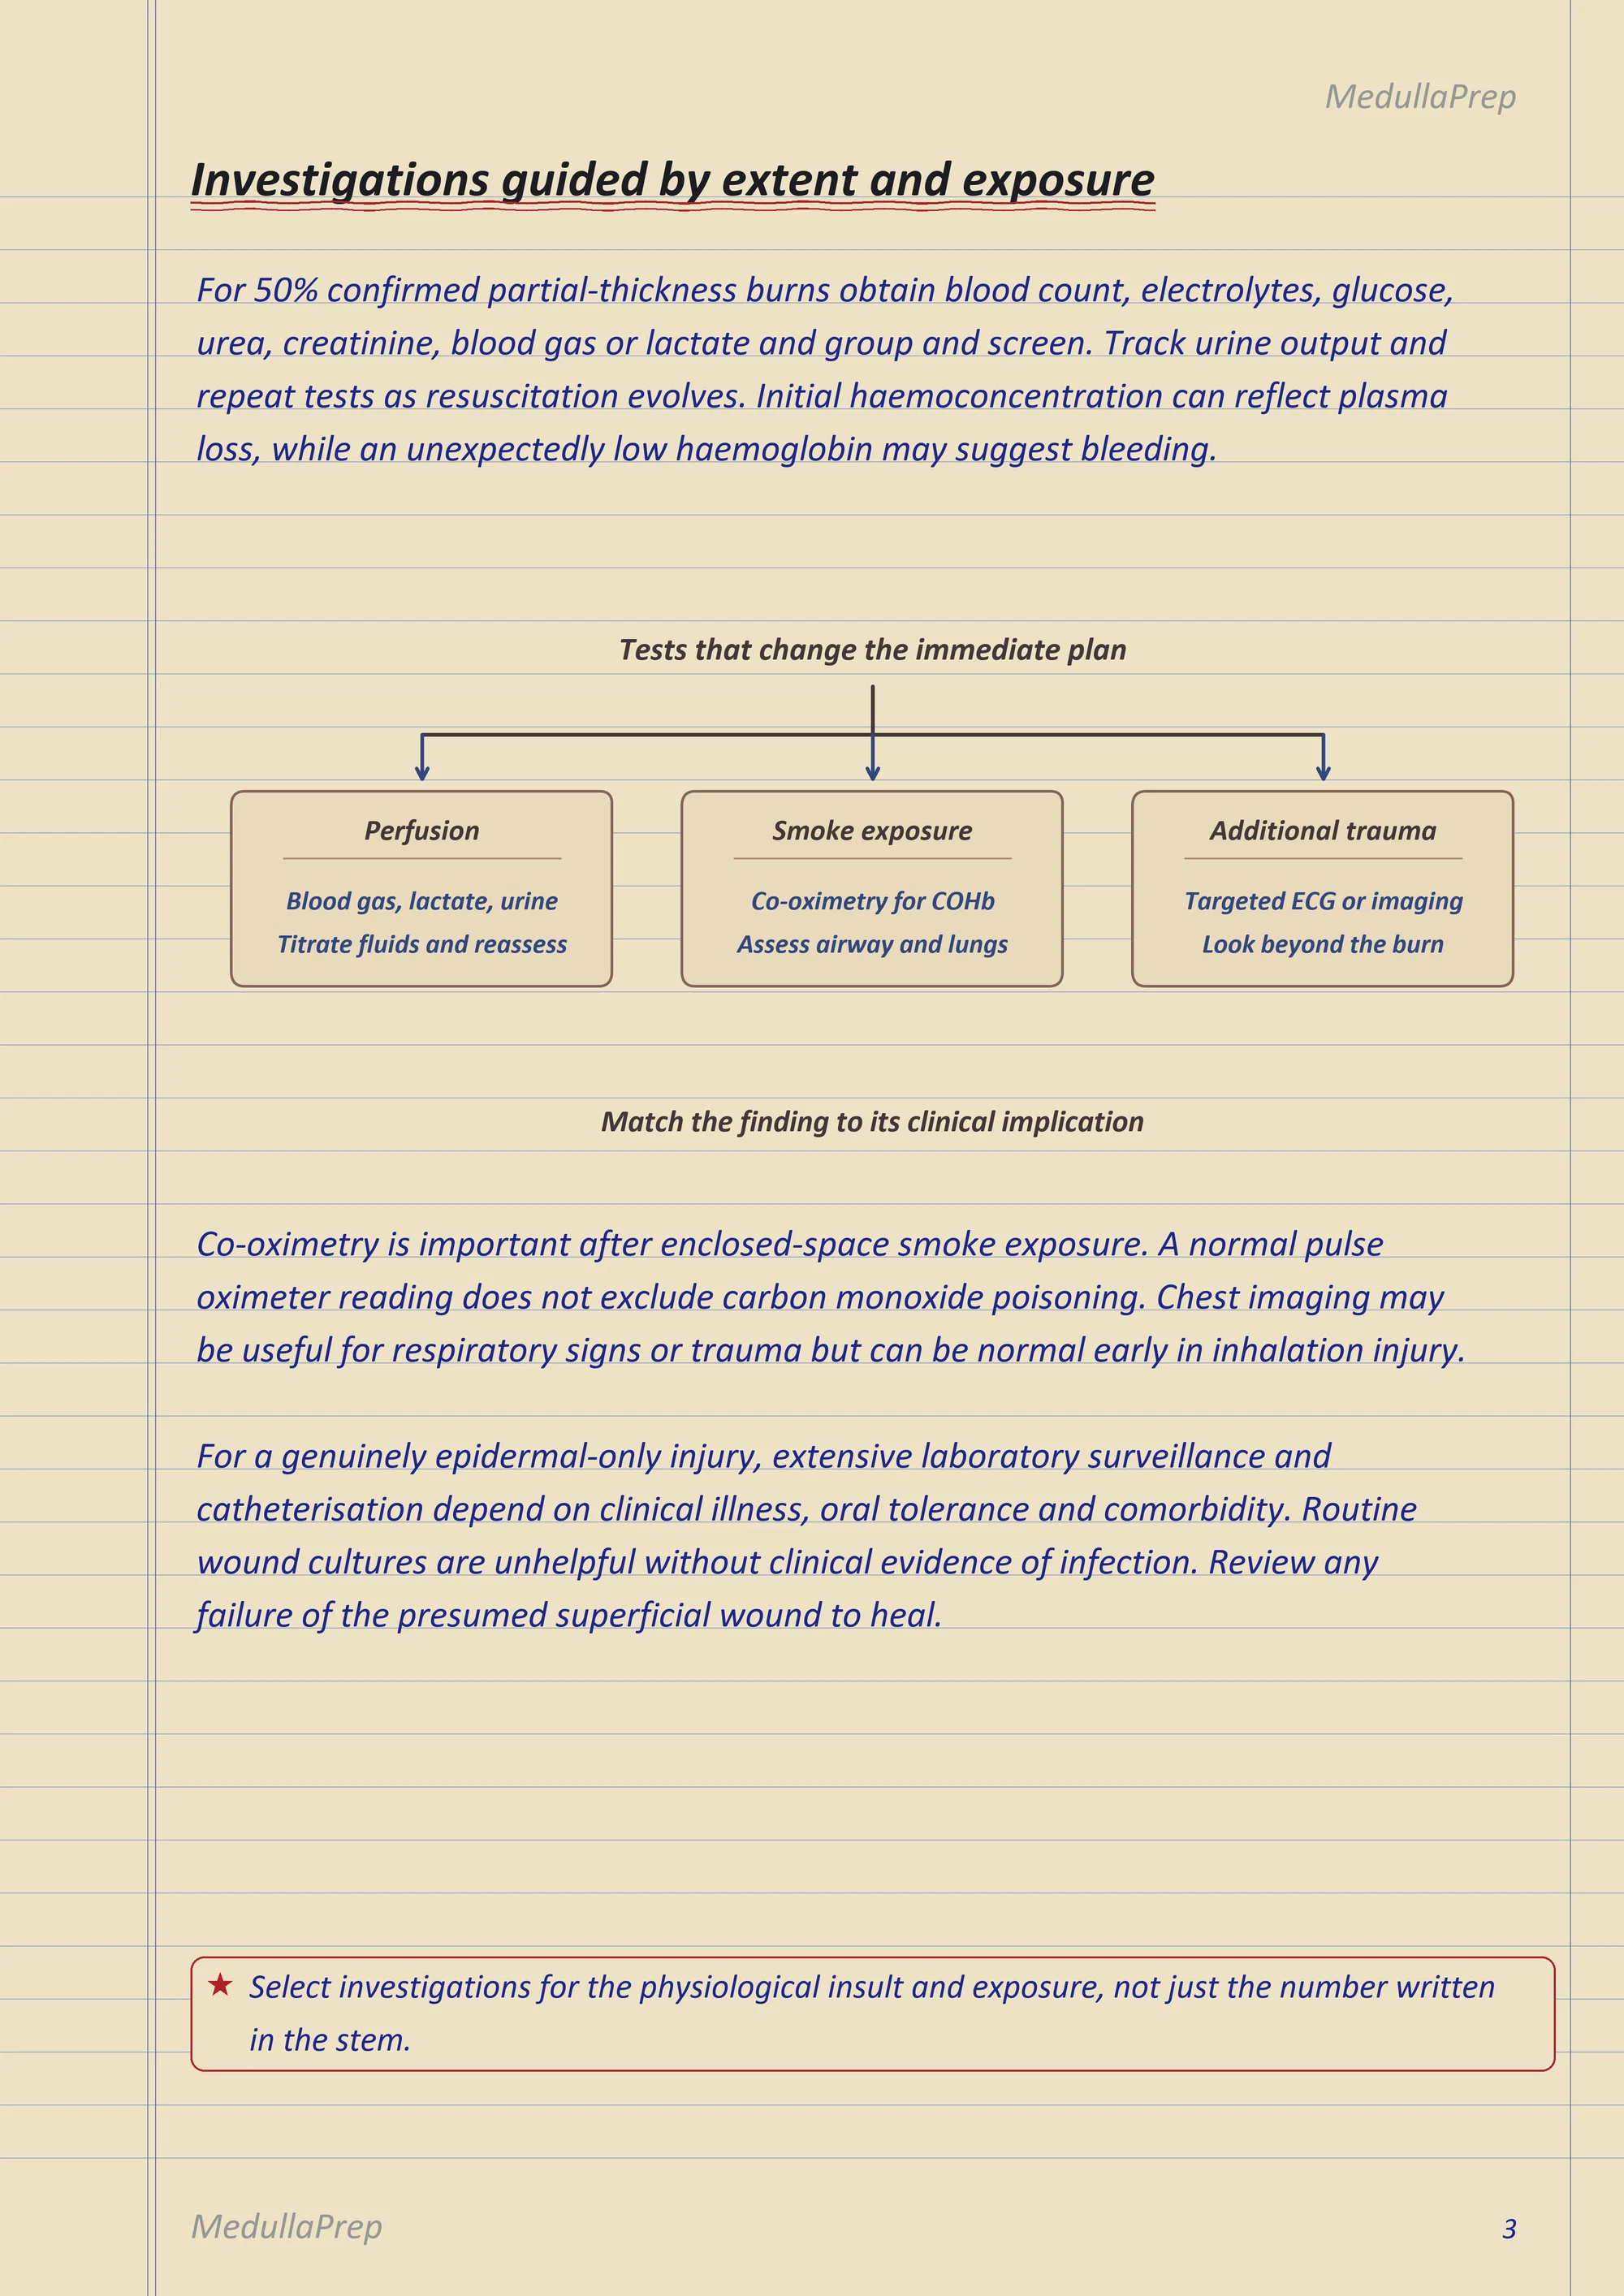 MedullaPrep
Investigations guided by extent and exposure
For 50% confirmed partial-thickness burns obtain blood count, electrolytes, glucose,
urea, creatinine, blood gas or lactate and group and screen. Track urine output and
repeat tests as resuscitation evolves. Initial haemoconcentration can reflect plasma
loss, while an unexpectedly low haemoglobin may suggest bleeding.
Tests that change the immediate plan
Perfusion
Blood gas, lactate, urine
Titrate fluids and reassess
Smoke exposure
Co-oximetry for COHb
Assess airway and lungs
Additional trauma
Targeted ECG or imaging
Look beyond the burn
Match the finding to its clinical implication
Co-oximetry is important after enclosed-space smoke exposure. A normal pulse
oximeter reading does not exclude carbon monoxide poisoning. Chest imaging may
be useful for respiratory signs or trauma but can be normal early in inhalation injury.
For a genuinely epidermal-only injury, extensive laboratory surveillance and
catheterisation depend on clinical illness, oral tolerance and comorbidity. Routine
wound cultures are unhelpful without clinical evidence of infection. Review any
failure of the presumed superficial wound to heal.
★ Select investigations for the physiological insult and exposure, not just the number written
in the stem.
MedullaPrep
3